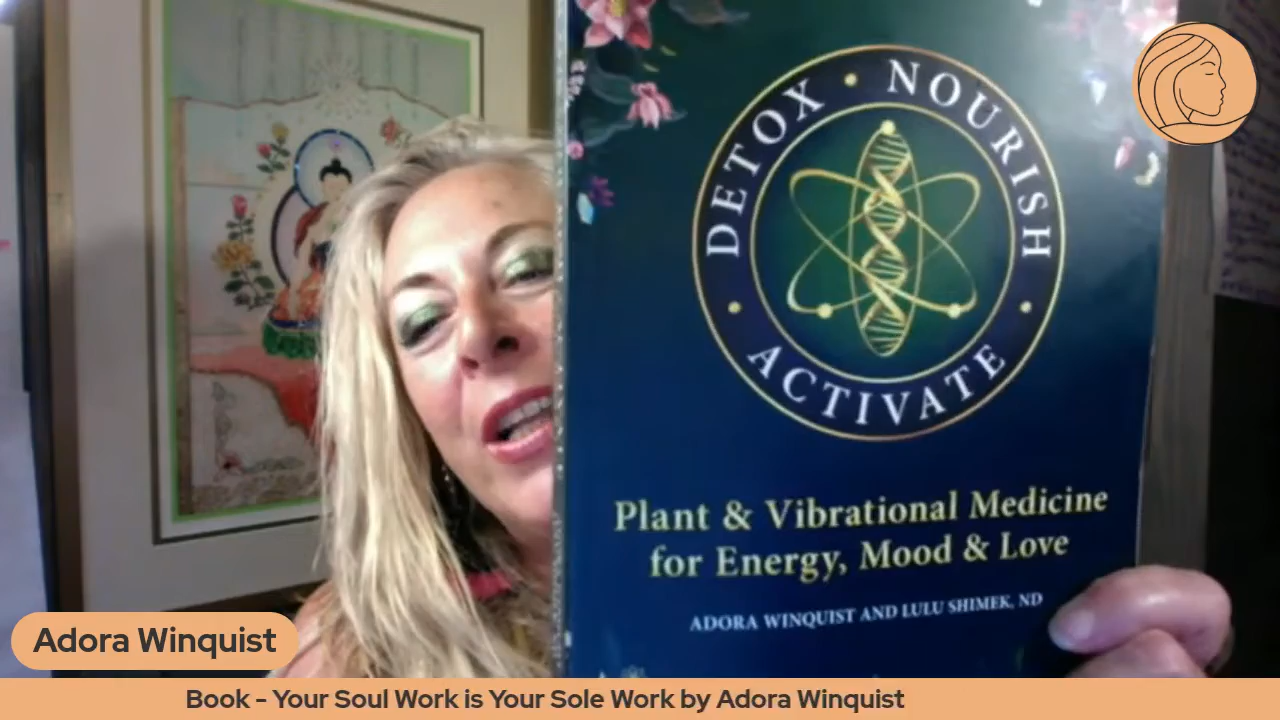 DETOX • NOURISH
ACTIVATE
Plant & Vibrational Medicine
for Energy, Mood & Love
ADORA WINQUIST AND LULU SHIMEK, ND
Adora Winquist
Book - Your Soul Work is Your Sole Work by Adora Winquist